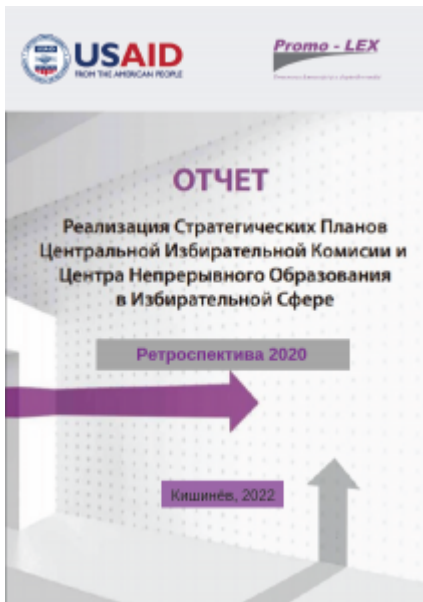 USAID
FROM THE AMERICAN PEOPLE
Promo - LEX
ОТЧЕТ
Реализация Стратегических Планов
Центральной Избирательной Комисии и
Центра Непрерывного Образования
в Избирательной Сфере
Ретроспектива 2020
Кишинёв, 2022